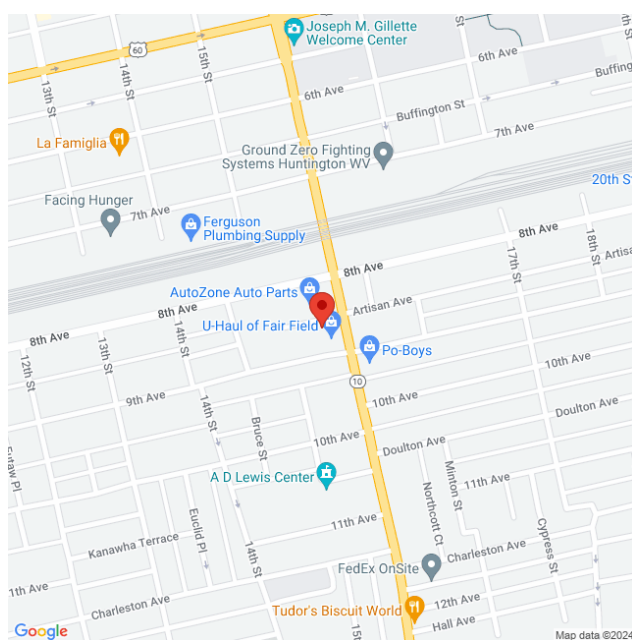 Joseph M. Gillette
Welcome Center
60
13th St
14th St
15th St
6th Ave
6th Ave
Buffing
Buffington St
7th Ave
La Famiglia
Ground Zero Fighting
Systems Huntington WV
20th S
Facing Hunger
7th Ave
Ferguson
Plumbing Supply
17th St
18th St
8th Ave
Artisa
AutoZone Auto Parts
Artisan Ave
U-Haul of Fair Field
8th Ave
12th St
13th St
14th St
Po-Boys
10th Ave
10
9th Ave
10th Ave
Doulton Ave
Eutaw Pl
14th St
Bruce St
10th Ave
Doulton Ave
A D Lewis Center
11th Ave
Minton St
Northcott Ct
Cypress St
Euclid Pl
11th Ave
Kanawha Terrace
14th St
Charleston Ave
FedEx OnSite
1th Ave
Charleston Ave
12th Ave
Tudor's Biscuit World
Hall Ave
15t
Google
Map data ©2024